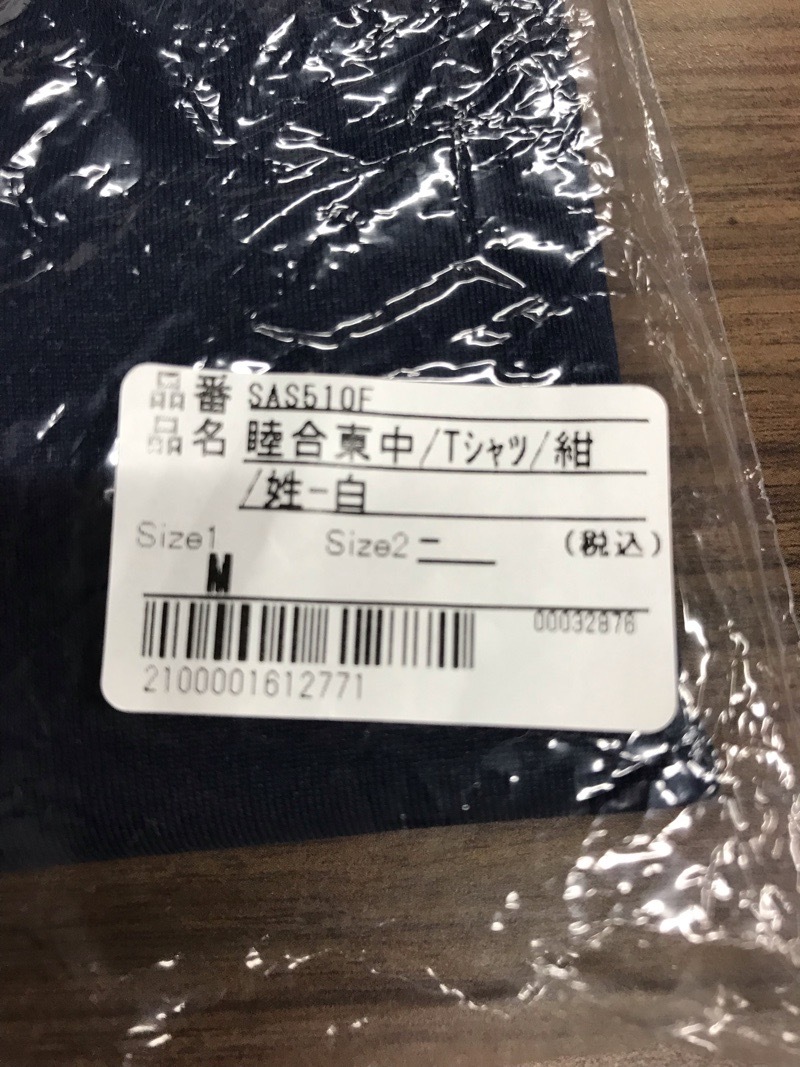 品番 SAS510F
品名 睦合東中/Tシャツ/紺
/姓-白
Size1 Size2 ー (税込)
M
00032876
2100001612771